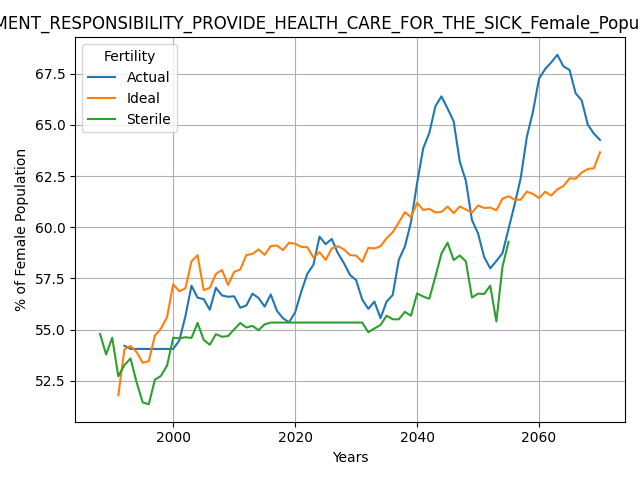 MENT_RESPONSIBILITY_PROVIDE_HEALTH_CARE_FOR_THE_SICK_Female_Popu
Fertility
Actual
Ideal
Sterile
% of Female Population
67.5
65.0
62.5
60.0
57.5
55.0
52.5
2000 2020 2040 2060
Years